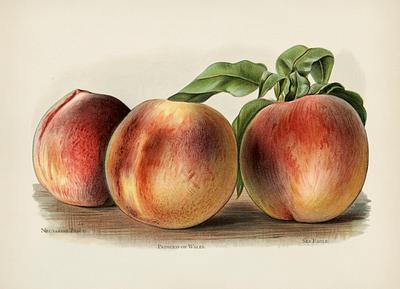 Nectarine Peach.
Princess of Wales.
Sea Eagle.